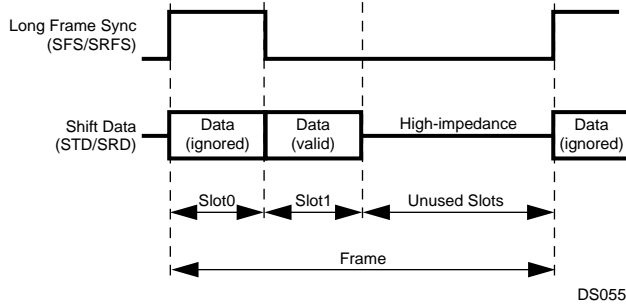 Long Frame Sync
(SFS/SRFS)
Shift Data
(STD/SRD)
Data
(ignored)
Data
(valid)
High-impedance
Data
(ignored)
Slot0
Slot1
Unused Slots
Frame
DS055